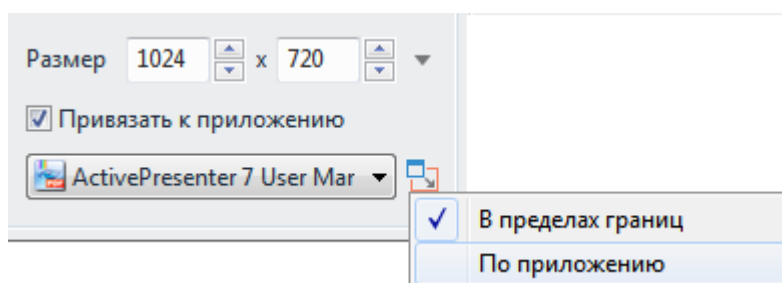 Размер 1024 x 720
Привязать к приложению
ActivePresenter 7 User Mar
В пределах границ
По приложению